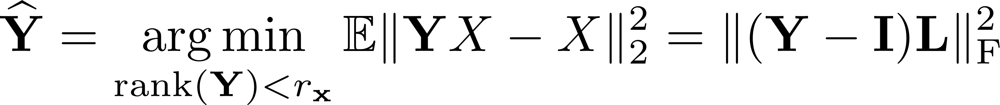 $\widehat{\mathbf{Y}} = \underset{\mathrm{rank}(\mathbf{Y})<r_{\mathbf{x}}}{\arg\min} \ \mathbb{E}\|\mathbf{Y}X - X\|_2^2 = \|(\mathbf{Y} - \mathbf{I})\mathbf{L}\|_{\mathrm{F}}^2$